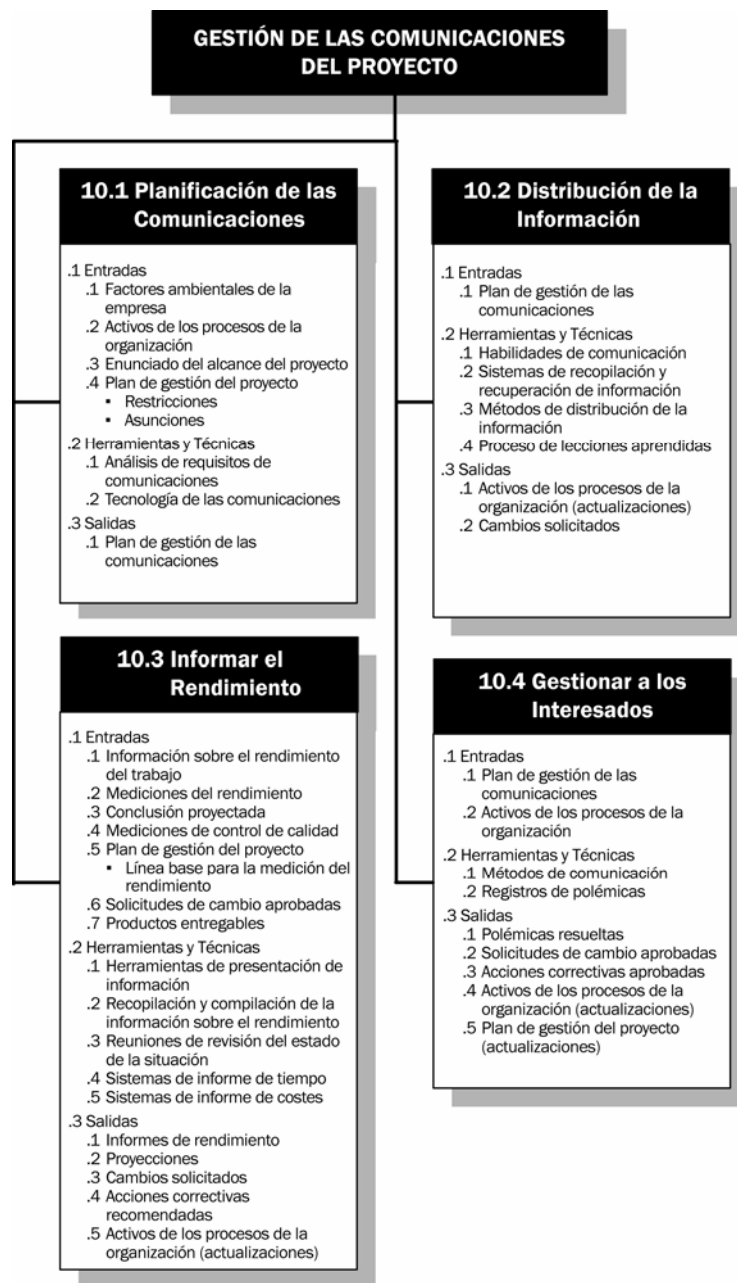 GESTIÓN DE LAS COMUNICACIONES
DEL PROYECTO
10.1 Planificación de las
Comunicaciones
.1 Entradas
.1 Factores ambientales de la
empresa
.2 Activos de los procesos de la
organización
.3 Enunciado del alcance del proyecto
.4 Plan de gestión del proyecto
▪ Restricciones
▪ Asunciones
.2 Herramientas y Técnicas
.1 Análisis de requisitos de
comunicaciones
.2 Tecnología de las comunicaciones
.3 Salidas
.1 Plan de gestión de las
comunicaciones
10.2 Distribución de la
Información
.1 Entradas
.1 Plan de gestión de las
comunicaciones
.2 Herramientas y Técnicas
.1 Habilidades de comunicación
.2 Sistemas de recopilación y
recuperación de información
.3 Métodos de distribución de la
información
.4 Proceso de lecciones aprendidas
.3 Salidas
.1 Activos de los procesos de la
organización (actualizaciones)
.2 Cambios solicitados
10.3 Informar el
Rendimiento
.1 Entradas
.1 Información sobre el rendimiento
del trabajo
.2 Mediciones del rendimiento
.3 Conclusión proyectada
.4 Mediciones de control de calidad
.5 Plan de gestión del proyecto
▪ Línea base para la medición del
rendimiento
.6 Solicitudes de cambio aprobadas
.7 Productos entregables
.2 Herramientas y Técnicas
.1 Herramientas de presentación de
información
.2 Recopilación y compilación de la
información sobre el rendimiento
.3 Reuniones de revisión del estado
de la situación
.4 Sistemas de informe de tiempo
.5 Sistemas de informe de costes
.3 Salidas
.1 Informes de rendimiento
.2 Proyecciones
.3 Cambios solicitados
.4 Acciones correctivas
recomendadas
.5 Activos de los procesos de la
organización (actualizaciones)
10.4 Gestionar a los
Interesados
.1 Entradas
.1 Plan de gestión de las
comunicaciones
.2 Activos de los procesos de la
organización
.2 Herramientas y Técnicas
.1 Métodos de comunicación
.2 Registros de polémicas
.3 Salidas
.1 Polémicas resueltas
.2 Solicitudes de cambio aprobadas
.3 Acciones correctivas aprobadas
.4 Activos de los procesos de la
organización (actualizaciones)
.5 Plan de gestión del proyecto
(actualizaciones)